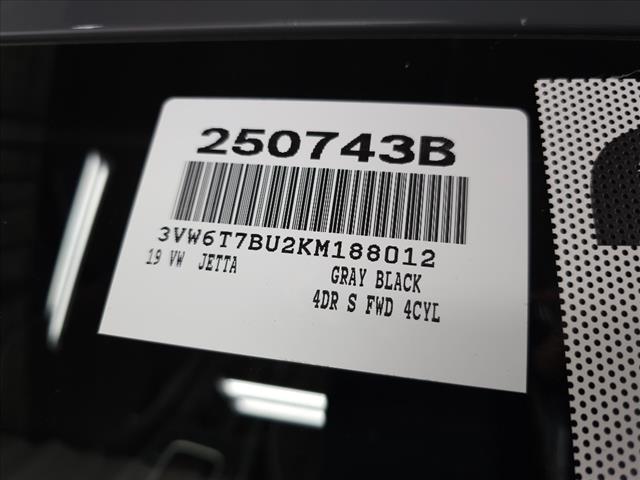 250743B
3VW6T7BU2KM188012
19 VW JETTA
GRAY BLACK
4DR S FWD 4CYL